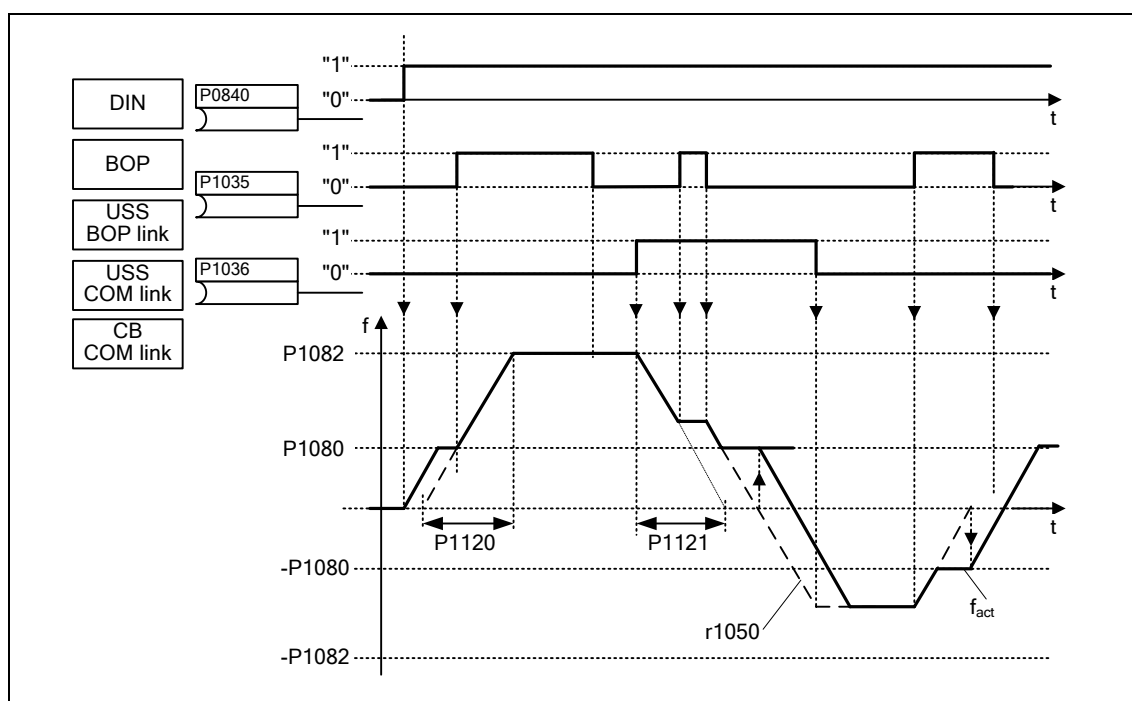 DIN
BOP
USS
BOP link
USS
COM link
CB
COM link
P0840
P1035
P1036
"1"
"0"
t
"1"
"0"
t
"1"
"0"
t
f
P1082
P1080
-P1080
-P1082
P1120
P1121
t
r1050
fact